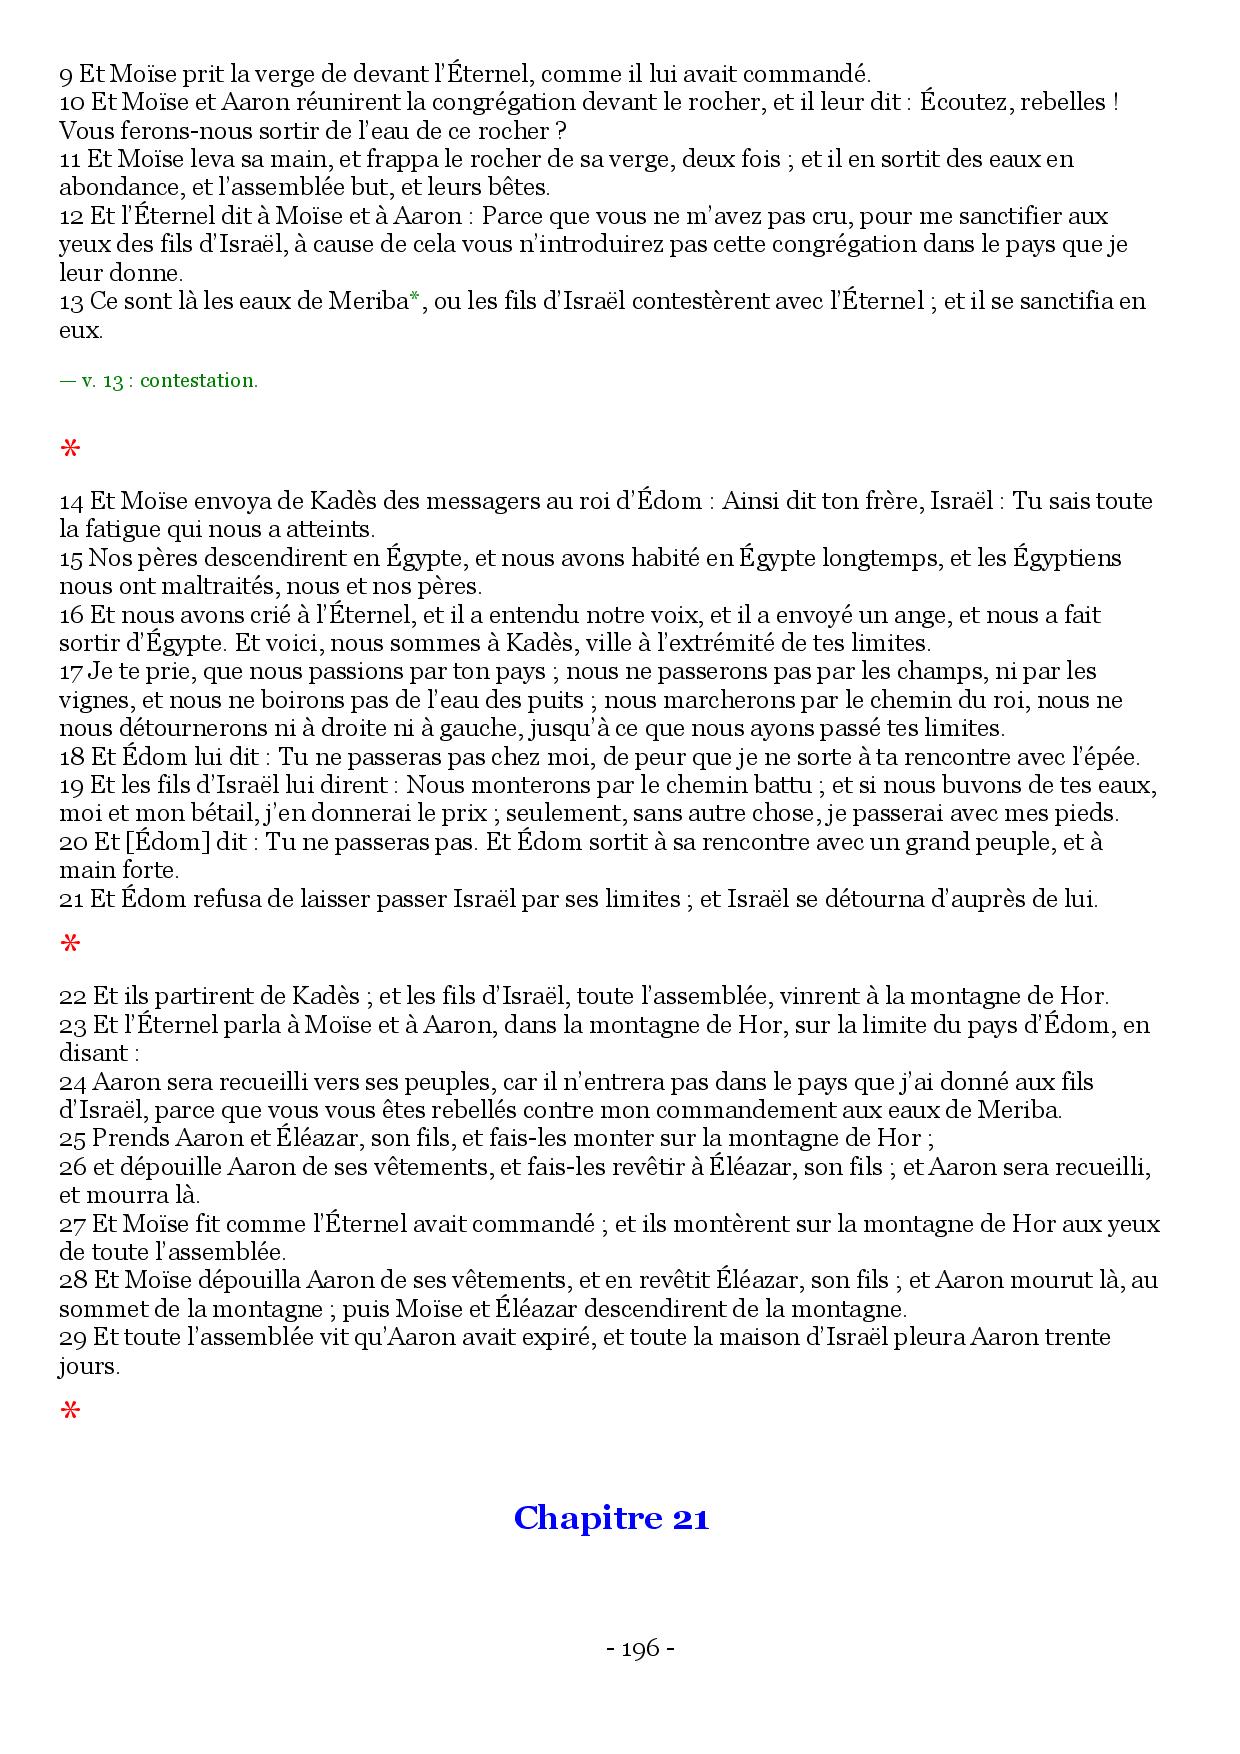 9 Et Moïse prit la verge de devant l’Éternel, comme il lui avait commandé.
10 Et Moïse et Aaron réunirent la congrégation devant le rocher, et il leur dit : Écoutez, rebelles !
Vous ferons-nous sortir de l’eau de ce rocher ?
11 Et Moïse leva sa main, et frappa le rocher de sa verge, deux fois ; et il en sortit des eaux en
abondance, et l’assemblée but, et leurs bêtes.
12 Et l’Éternel dit à Moïse et à Aaron : Parce que vous ne m’avez pas cru, pour me sanctifier aux
yeux des fils d’Israël, à cause de cela vous n’introduirez pas cette congrégation dans le pays que je
leur donne.
13 Ce sont là les eaux de Meriba*, ou les fils d’Israël contestèrent avec l’Éternel ; et il se sanctifia en
eux.
— v. 13 : contestation.
*
14 Et Moïse envoya de Kadès des messagers au roi d’Édom : Ainsi dit ton frère, Israël : Tu sais toute
la fatigue qui nous a atteints.
15 Nos pères descendirent en Égypte, et nous avons habité en Égypte longtemps, et les Égyptiens
nous ont maltraités, nous et nos pères.
16 Et nous avons crié à l’Éternel, et il a entendu notre voix, et il a envoyé un ange, et nous a fait
sortir d’Égypte. Et voici, nous sommes à Kadès, ville à l’extrémité de tes limites.
17 Je te prie, que nous passions par ton pays ; nous ne passerons pas par les champs, ni par les
vignes, et nous ne boirons pas de l’eau des puits ; nous marcherons par le chemin du roi, nous ne
nous détournerons ni à droite ni à gauche, jusqu’à ce que nous ayons passé tes limites.
18 Et Édom lui dit : Tu ne passeras pas chez moi, de peur que je ne sorte à ta rencontre avec l’épée.
19 Et les fils d’Israël lui dirent : Nous monterons par le chemin battu ; et si nous buvons de tes eaux,
moi et mon bétail, j’en donnerai le prix ; seulement, sans autre chose, je passerai avec mes pieds.
20 Et [Édom] dit : Tu ne passeras pas. Et Édom sortit à sa rencontre avec un grand peuple, et à
main forte.
21 Et Édom refusa de laisser passer Israël par ses limites ; et Israël se détourna d’auprès de lui.
*
22 Et ils partirent de Kadès ; et les fils d’Israël, toute l’assemblée, vinrent à la montagne de Hor.
23 Et l’Éternel parla à Moïse et à Aaron, dans la montagne de Hor, sur la limite du pays d’Édom, en
disant :
24 Aaron sera recueilli vers ses peuples, car il n’entrera pas dans le pays que j’ai donné aux fils
d’Israël, parce que vous vous êtes rebellés contre mon commandement aux eaux de Meriba.
25 Prends Aaron et Éléazar, son fils, et fais-les monter sur la montagne de Hor ;
26 et dépouille Aaron de ses vêtements, et fais-les revêtir à Éléazar, son fils ; et Aaron sera recueilli,
et mourra là.
27 Et Moïse fit comme l’Éternel avait commandé ; et ils montèrent sur la montagne de Hor aux yeux
de toute l’assemblée.
28 Et Moïse dépouilla Aaron de ses vêtements, et en revêtit Éléazar, son fils ; et Aaron mourut là, au
sommet de la montagne ; puis Moïse et Éléazar descendirent de la montagne.
29 Et toute l’assemblée vit qu’Aaron avait expiré, et toute la maison d’Israël pleura Aaron trente
jours.
*
Chapitre 21
- 196 -